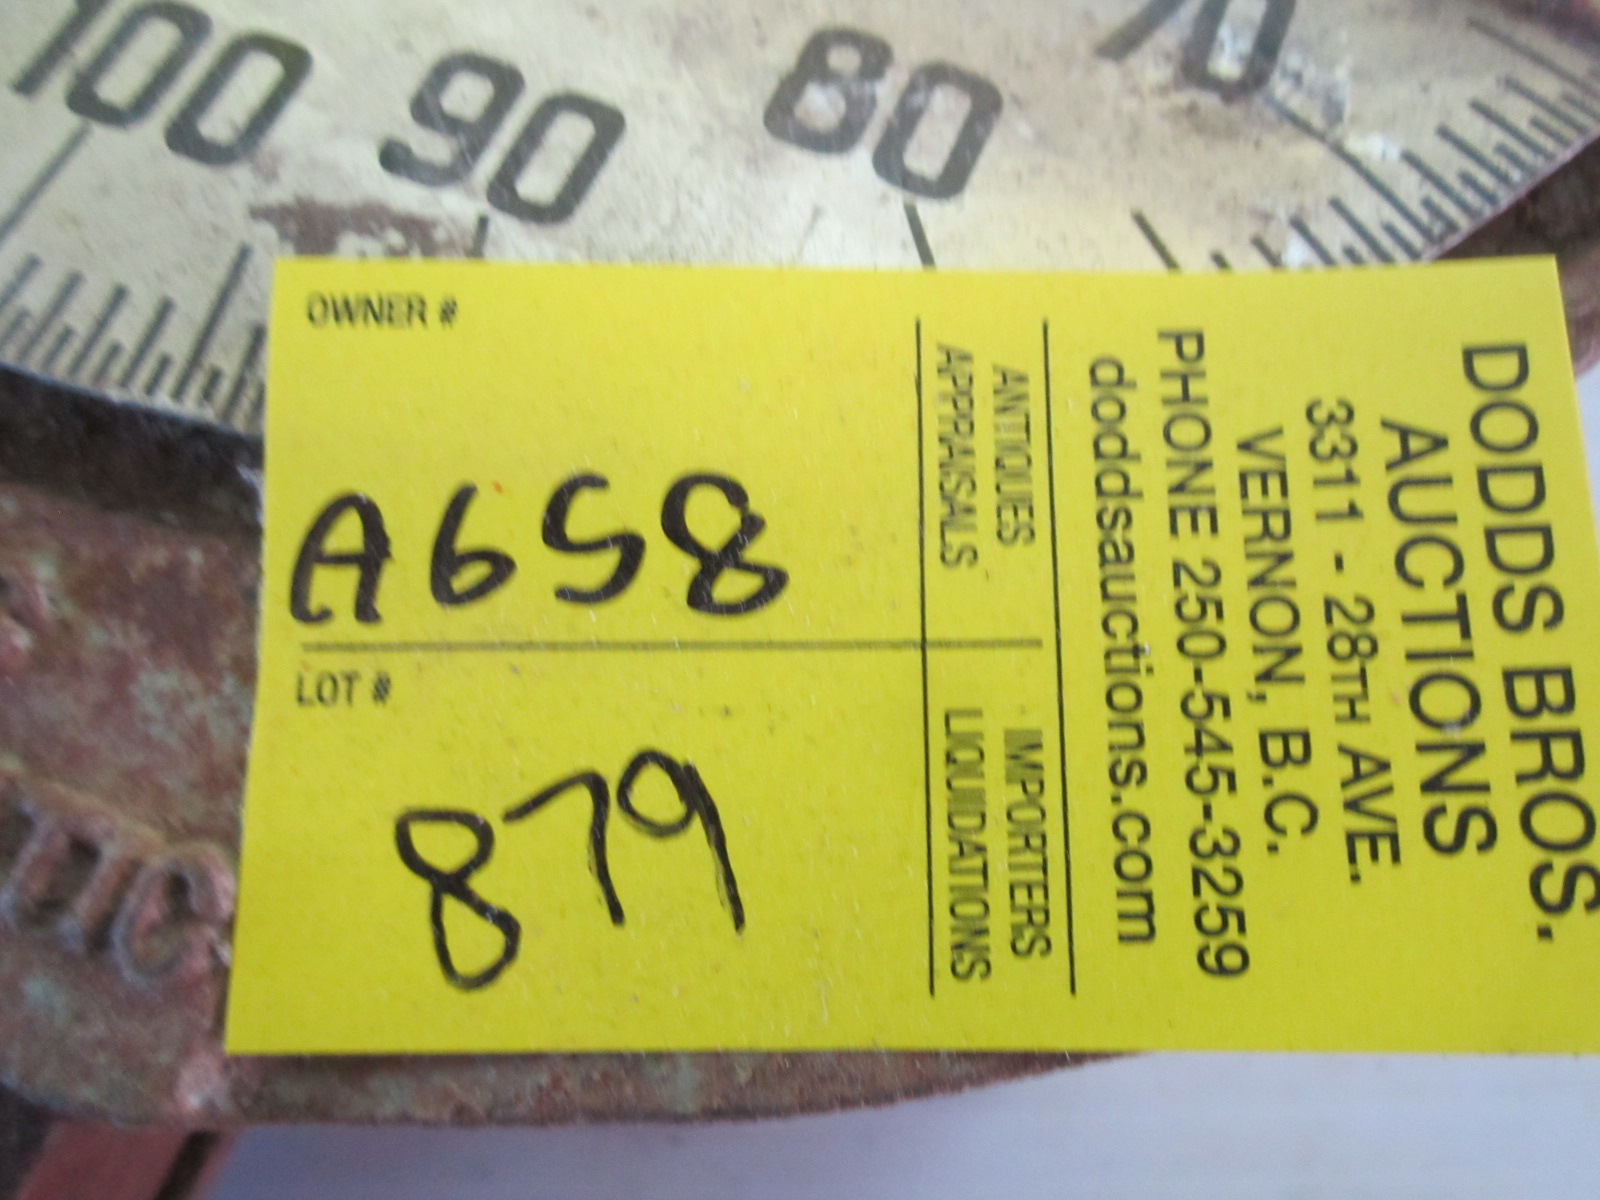 100 90 80 70
DODDS BROS.
AUCTIONS
3311 - 28TH AVE.
VERNON, B.C.
PHONE 250-545-3259
doddsauctions.com
ANTIQUES IMPORTERS
APPRAISALS LIQUIDATIONS
OWNER #
A658
LOT #
879